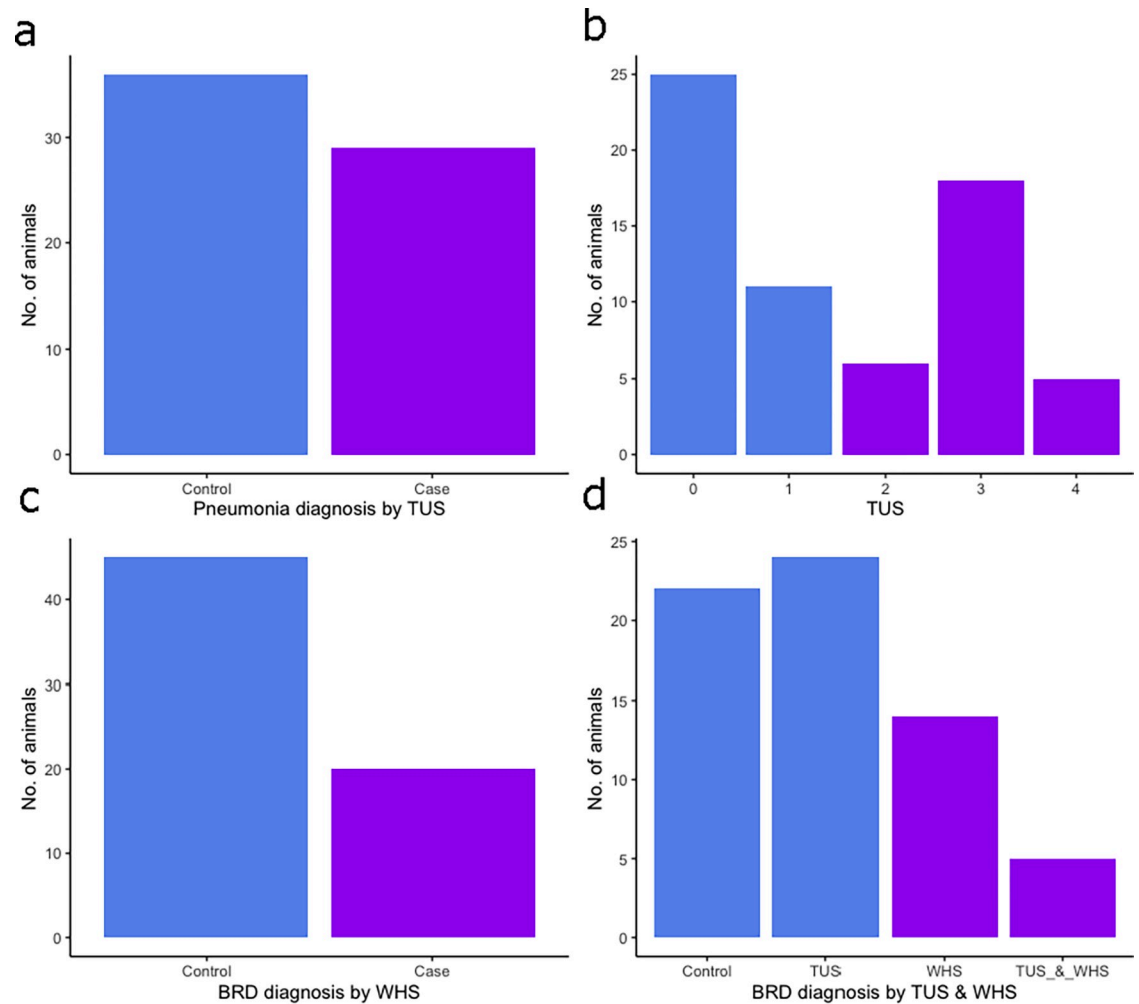 a
No. of animals
30
20
10
0
Control Case
Pneumonia diagnosis by TUS
b
No. of animals
25
20
15
10
5
0
0 1 2 3 4
TUS
c
No. of animals
40
30
20
10
0
Control Case
BRD diagnosis by WHS
d
No. of animals
25
20
15
10
5
0
Control TUS WHS TUS_&_WHS
BRD diagnosis by TUS & WHS